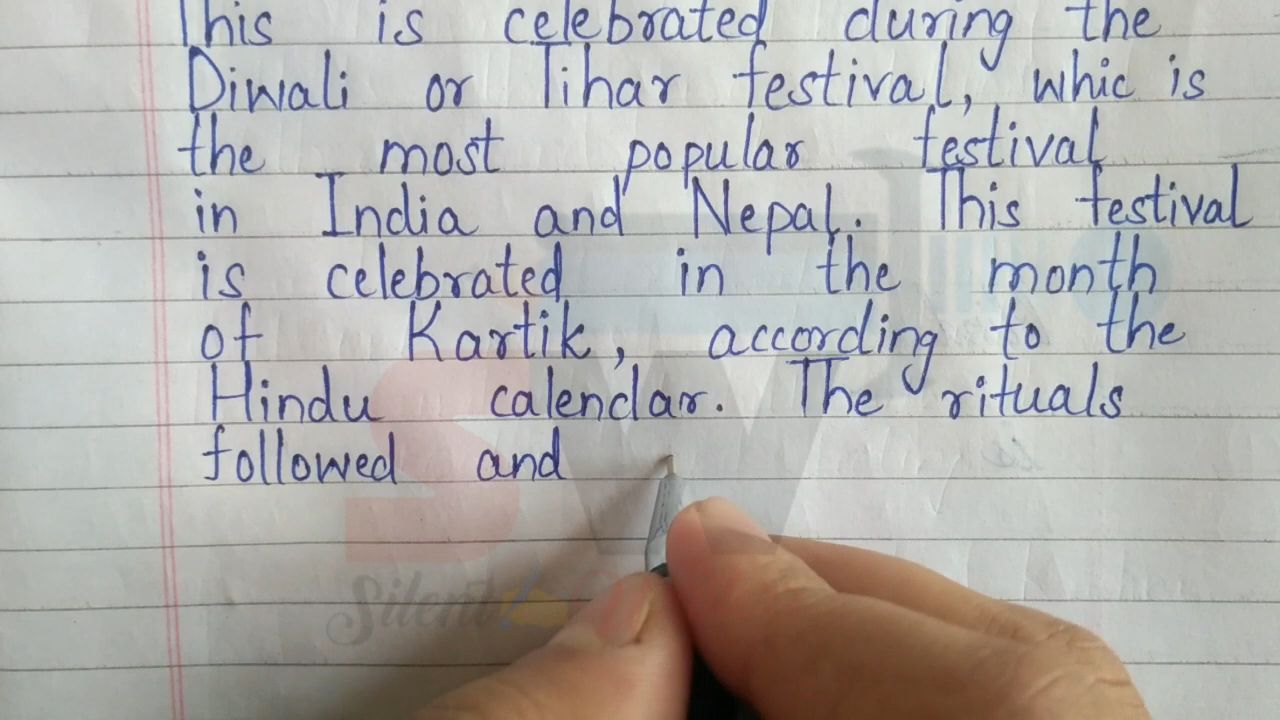 This is celebrated during the
Diwali or Tihar festival, whic is
the most popular festival
in India and Nepal. This festival
is celebrated in the month
of Kartik, according to the
Hindu calendar. The rituals
followed and
Silent